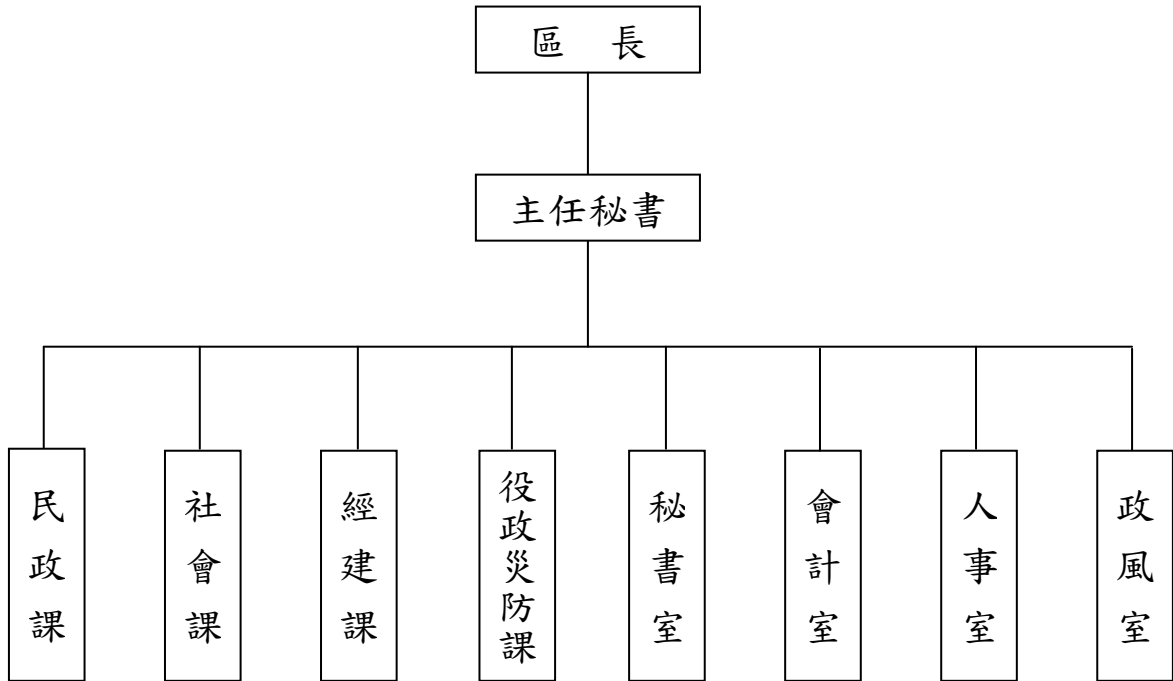 區 長
主任秘書
民政課
社會課
經建課
役政災防課
秘書室
會計室
人事室
政風室